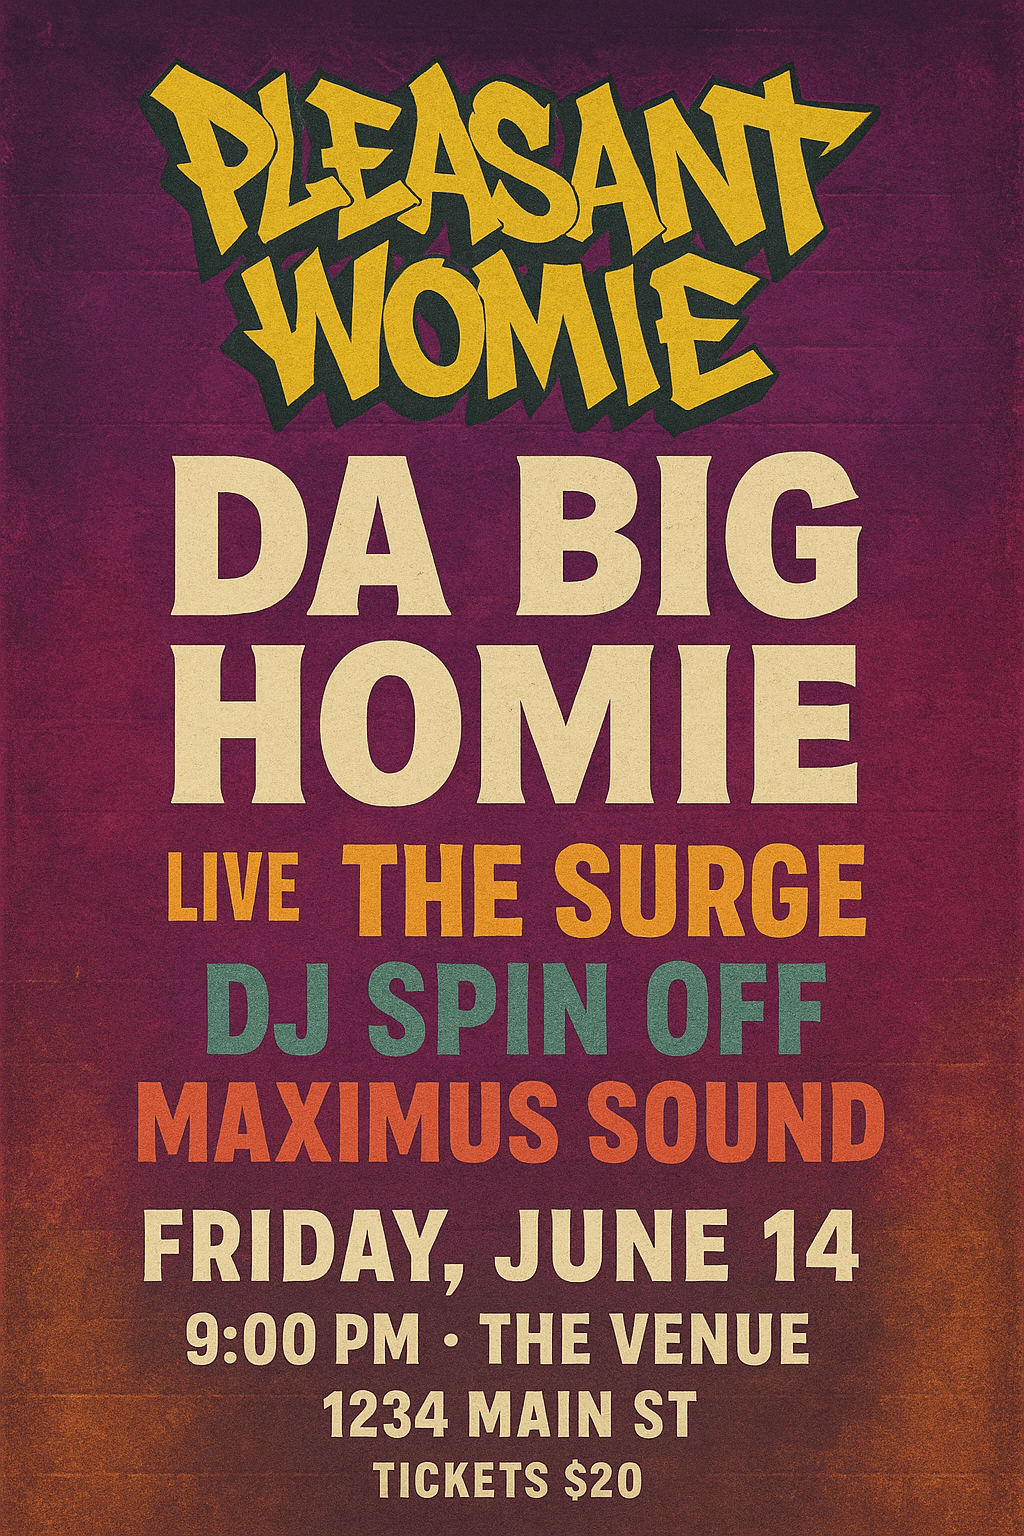 PLEASANT
WOMIE
DA BIG
HOMIE
LIVE THE SURGE
DJ SPIN OFF
MAXIMUS SOUND
FRIDAY, JUNE 14
9:00 PM · THE VENUE
1234 MAIN ST
TICKETS $20